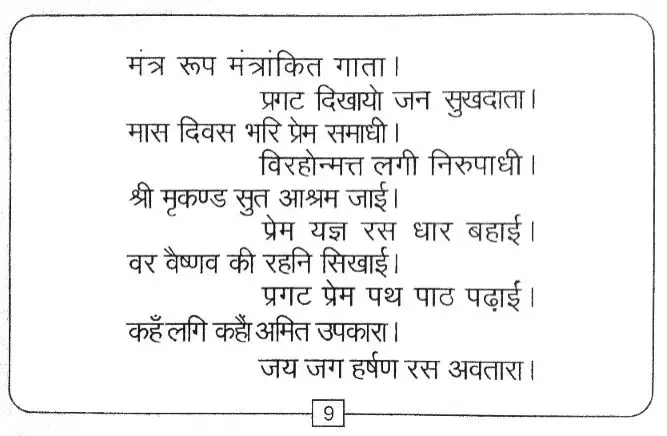 मंत्र रूप मंत्रांकित गाता।
प्रगट दिखायो जन सुखदाता।
मास दिवस भरि प्रेम समाधी।
विरहोन्मत्त लगी निरुपाधी।
श्री मृकण्ड सुत आश्रम जाई।
प्रेम यज्ञ रस धार बहाई।
वर वैष्णव की रहनि सिखाई।
प्रगट प्रेम पथ पाठ पढ़ाई।
कहँ लगि कहौं अमित उपकारा।
जय जग हर्षण रस अवतारा।
9